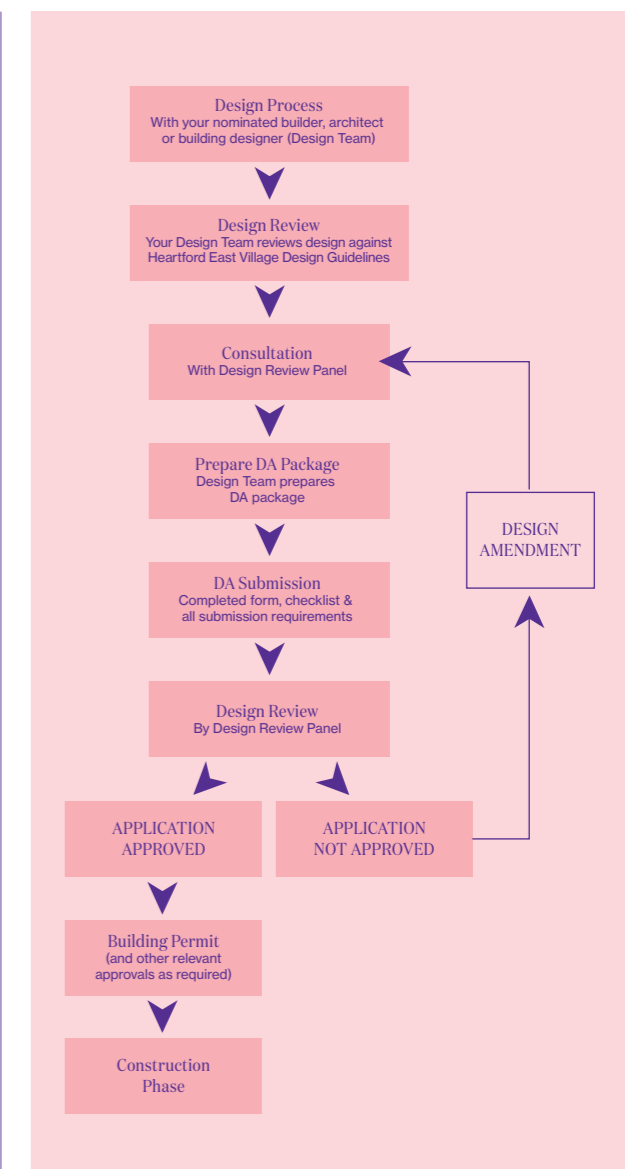 Design Process
With your nominated builder, architect
or building designer (Design Team)
Design Review
Your Design Team reviews design against
Heartford East Village Design Guidelines
Consultation
With Design Review Panel
Prepare DA Package
Design Team prepares
DA package
DESIGN
AMENDMENT
DA Submission
Completed form, checklist &
all submission requirements
Design Review
By Design Review Panel
APPLICATION
APPROVED
APPLICATION
NOT APPROVED
Building Permit
(and other relevant
approvals as required)
Construction
Phase